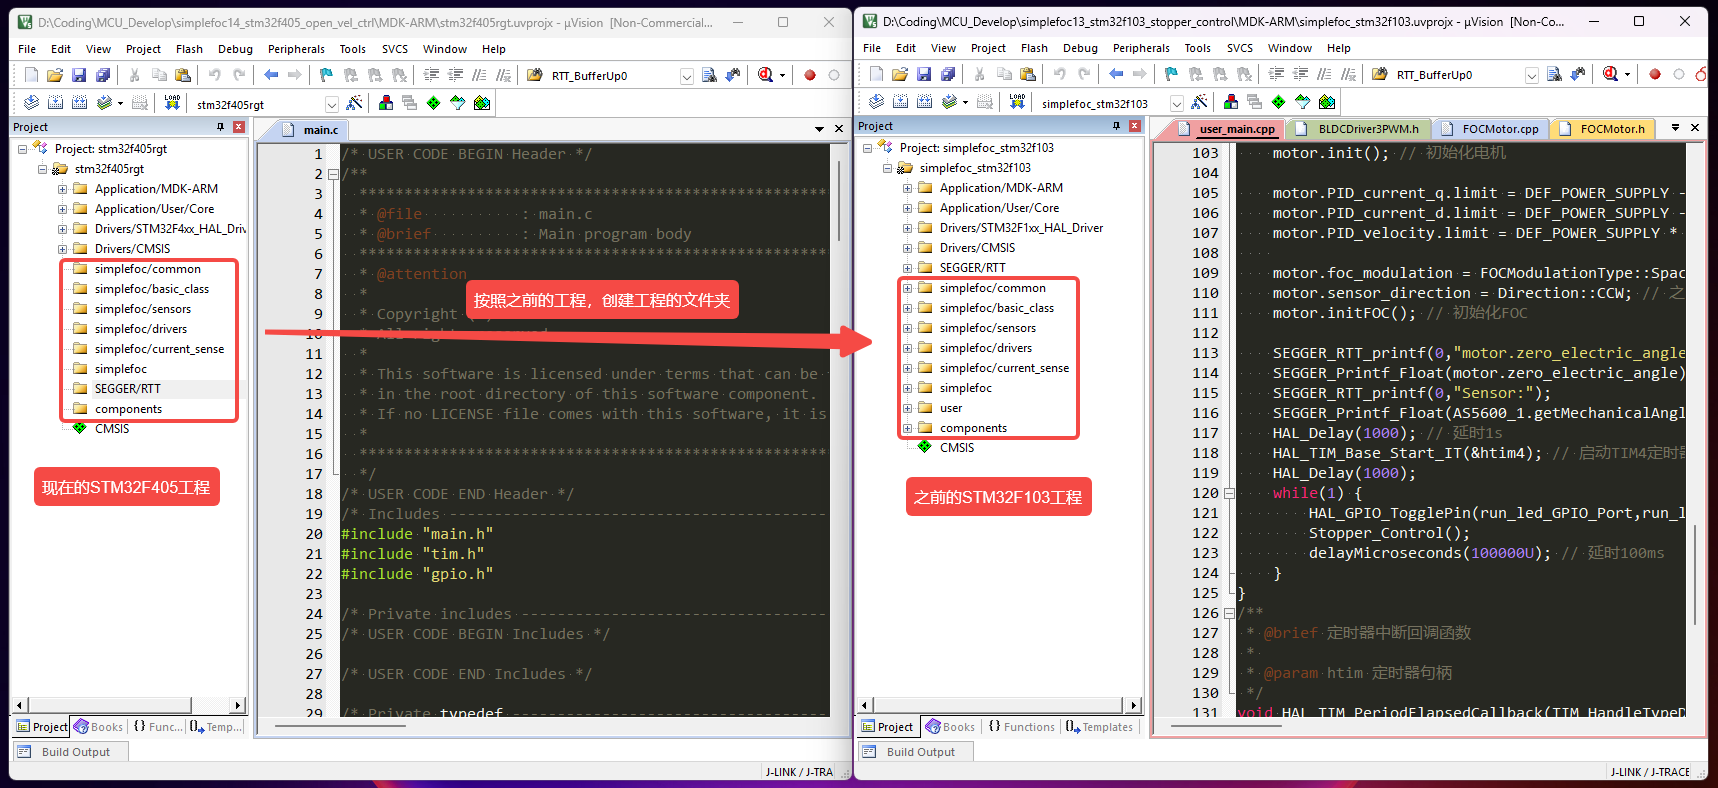 D:\Coding\MCU_Develop\simplefoc14_stm32f405_open_vel_ctrl\MDK-ARM\stm32f405rgt.uvprojx - µVision  [Non-Commercial...
File Edit View Project Flash Debug Peripherals Tools SVCS Window Help
RTT_BufferUp0
LOAD
stm32f405rgt
Project
Project: stm32f405rgt
stm32f405rgt
Application/MDK-ARM
Application/User/Core
Drivers/STM32F4xx_HAL_Driv
Drivers/CMSIS
simplefoc/common
simplefoc/basic_class
simplefoc/sensors
simplefoc/drivers
simplefoc/current_sense
simplefoc
SEGGER/RTT
components
CMSIS
现在的STM32F405工程
Project Books Func... Temp...
Build Output
J-LINK / J-TRA
main.c
1 /* USER CODE BEGIN Header */
2 /**
3 ****************************************************
4 * @file           : main.c
5 * @brief          : Main program body
6 ****************************************************
7 * @attention
8 *
9 * Copyright (
10 * All rig
11 *
12 * This software is licensed under terms that can be
13 * in the root directory of this software component.
14 * If no LICENSE file comes with this software, it is
15 *
16 ****************************************************
17 */
18 /* USER CODE END Header */
19 /* Includes ------------------------------------------
20 #include "main.h"
21 #include "tim.h"
22 #include "gpio.h"
23
24 /* Private includes ----------------------------------
25 /* USER CODE BEGIN Includes */
26
27 /* USER CODE END Includes */
28
29 /* Private typedef -----------------------------------
按照之前的工程，创建工程的文件夹
D:\Coding\MCU_Develop\simplefoc13_stm32f103_stopper_control\MDK-ARM\simplefoc_stm32f103.uvprojx - µVision  [Non-Co...
File Edit View Project Flash Debug Peripherals Tools SVCS Window Help
RTT_BufferUp0
LOAD
simplefoc_stm32f103
Project
Project: simplefoc_stm32f103
simplefoc_stm32f103
Application/MDK-ARM
Application/User/Core
Drivers/STM32F1xx_HAL_Driver
Drivers/CMSIS
SEGGER/RTT
simplefoc/common
simplefoc/basic_class
simplefoc/sensors
simplefoc/drivers
simplefoc/current_sense
simplefoc
user
components
CMSIS
之前的STM32F103工程
Project Books Functions Templates
Build Output
J-LINK / J-TRACE
user_main.cpp BLDCDriver3PWM.h FOCMotor.cpp FOCMotor.h
103 motor.init(); // 初始化电机
104
105 motor.PID_current_q.limit = DEF_POWER_SUPPLY -
106 motor.PID_current_d.limit = DEF_POWER_SUPPLY -
107 motor.PID_velocity.limit = DEF_POWER_SUPPLY *
108
109 motor.foc_modulation = FOCModulationType::Spac
110 motor.sensor_direction = Direction::CCW; // 之
111 motor.initFOC(); // 初始化FOC
112
113 SEGGER_RTT_printf(0,"motor.zero_electric_angle
114 SEGGER_Printf_Float(motor.zero_electric_angle)
115 SEGGER_RTT_printf(0,"Sensor:");
116 SEGGER_Printf_Float(AS5600_1.getMechanicalAngl
117 HAL_Delay(1000); // 延时1s
118 HAL_TIM_Base_Start_IT(&htim4); // 启动TIM4定时器
119 HAL_Delay(1000);
120 while(1) {
121 HAL_GPIO_TogglePin(run_led_GPIO_Port,run_l
122 Stopper_Control();
123 delayMicroseconds(100000U); // 延时100ms
124 }
125 }
126 /**
127 * @brief 定时器中断回调函数
128 *
129 * @param htim 定时器句柄
130 */
131 void HAL_TIM_PeriodElapsedCallback(TIM_HandleTypeD